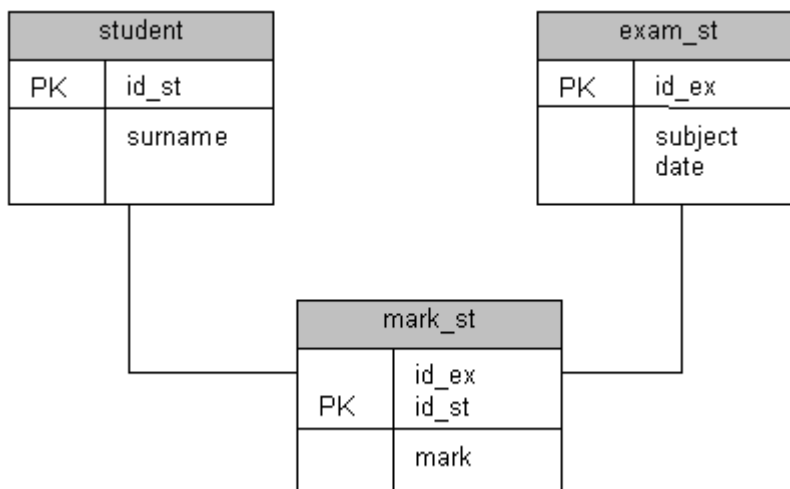 student
PK id_st
surname
exam_st
PK id_ex
subject
date
mark_st
id_ex
PK id_st
mark